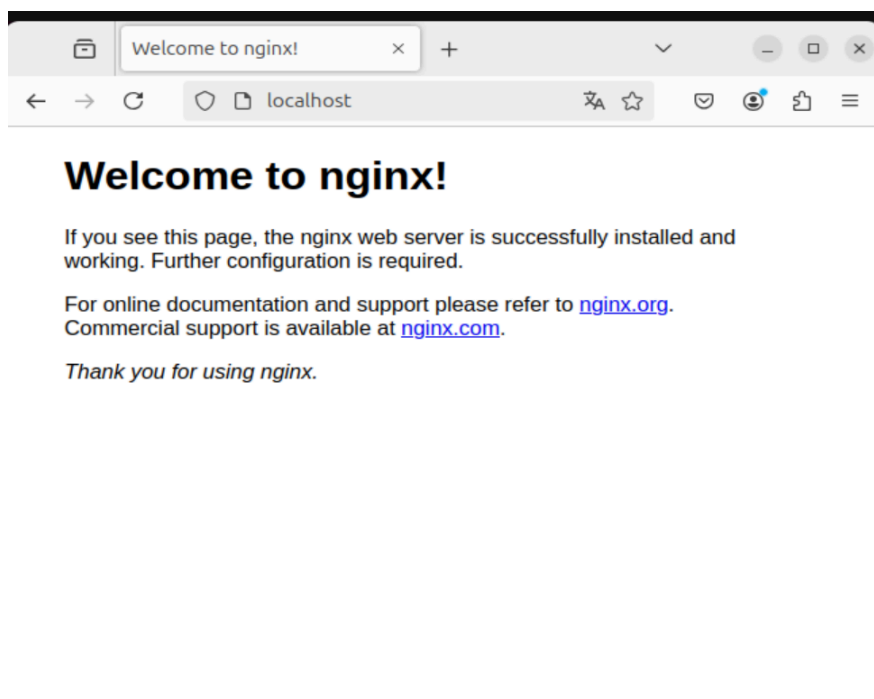 Welcome to nginx!
localhost
Welcome to nginx!
If you see this page, the nginx web server is successfully installed and
working. Further configuration is required.
For online documentation and support please refer to nginx.org.
Commercial support is available at nginx.com.
Thank you for using nginx.